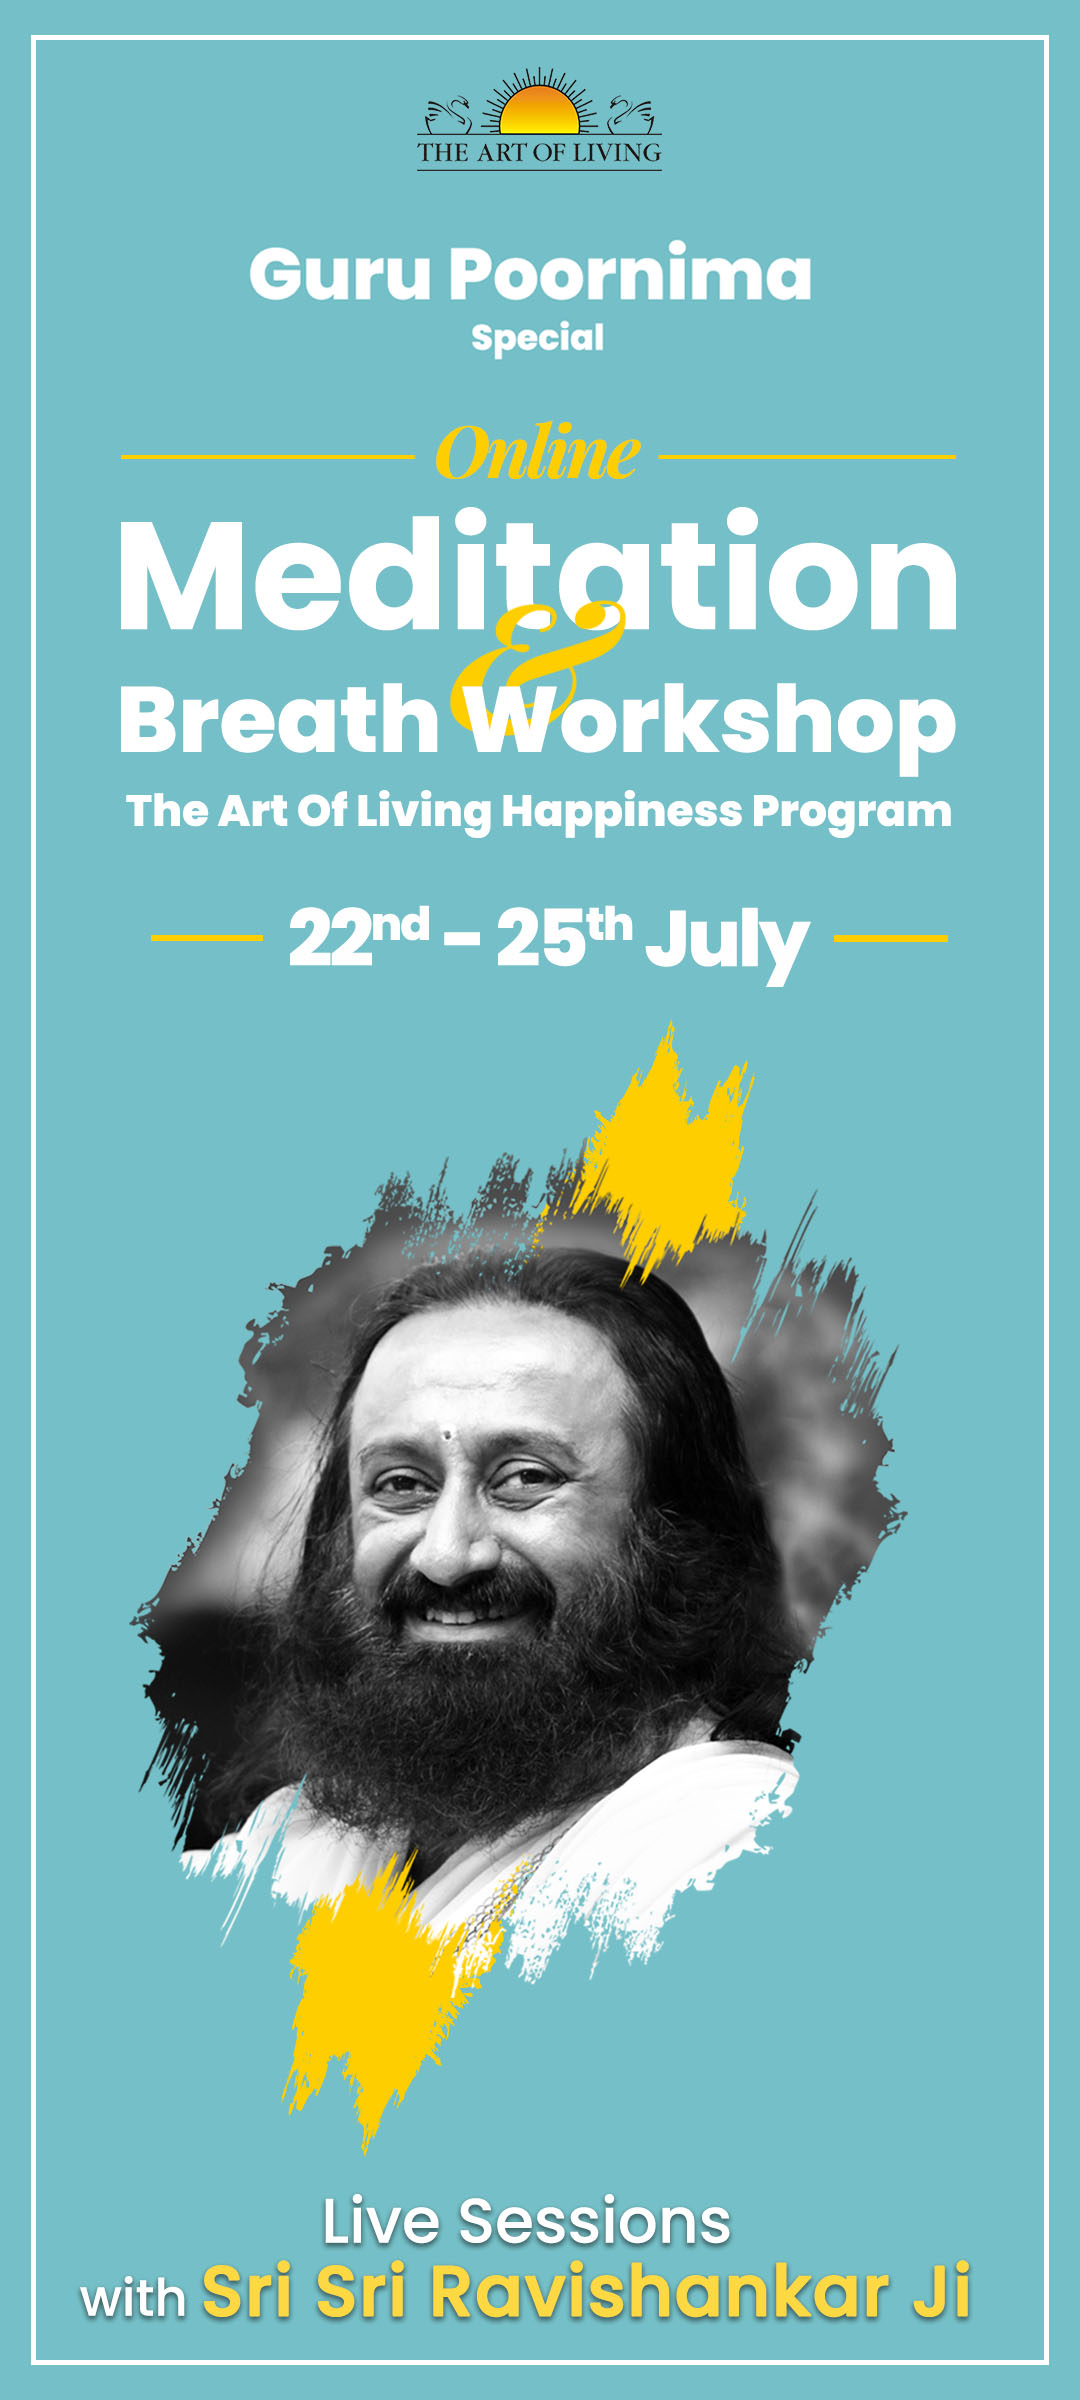 THE ART OF LIVING
Guru Poornima
Special
Online
Meditation
&
Breath Workshop
The Art Of Living Happiness Program
22nd - 25th July
Live Sessions
with Sri Sri Ravishankar Ji